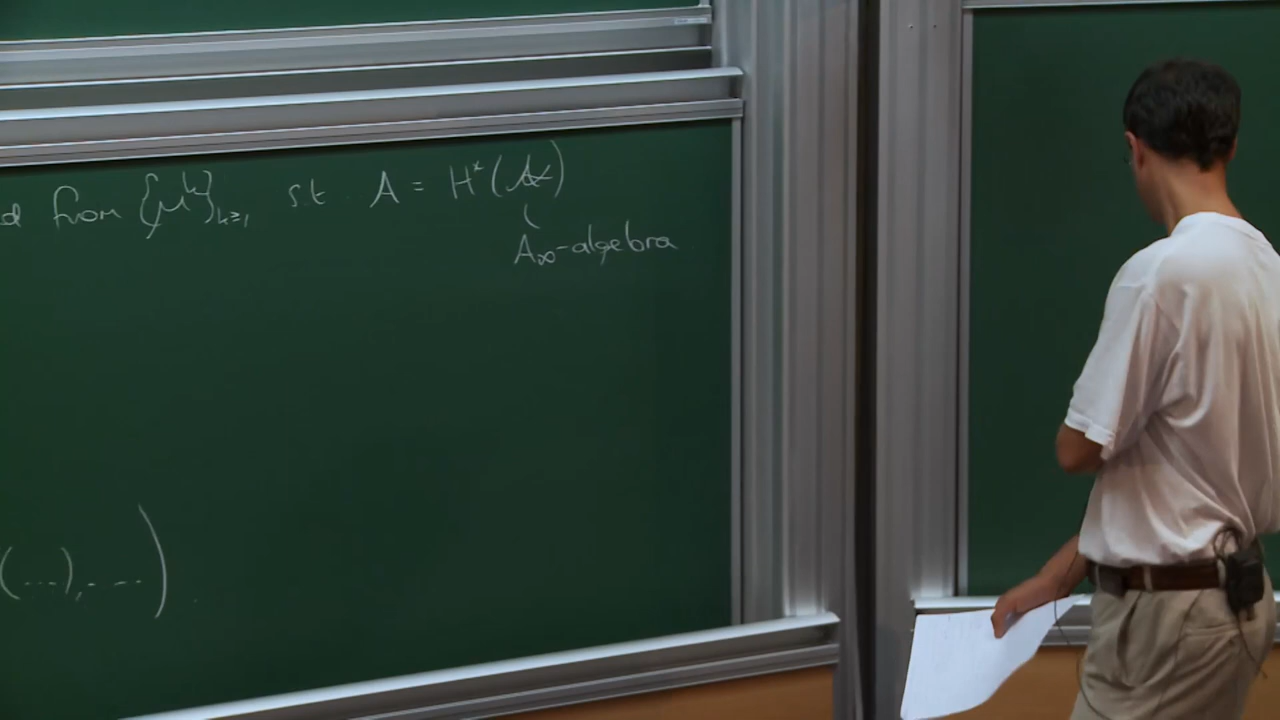 d from {μ^k}_{k≥1} s.t. A = H*(𝒜)
A∞-algebra
(...), ... )